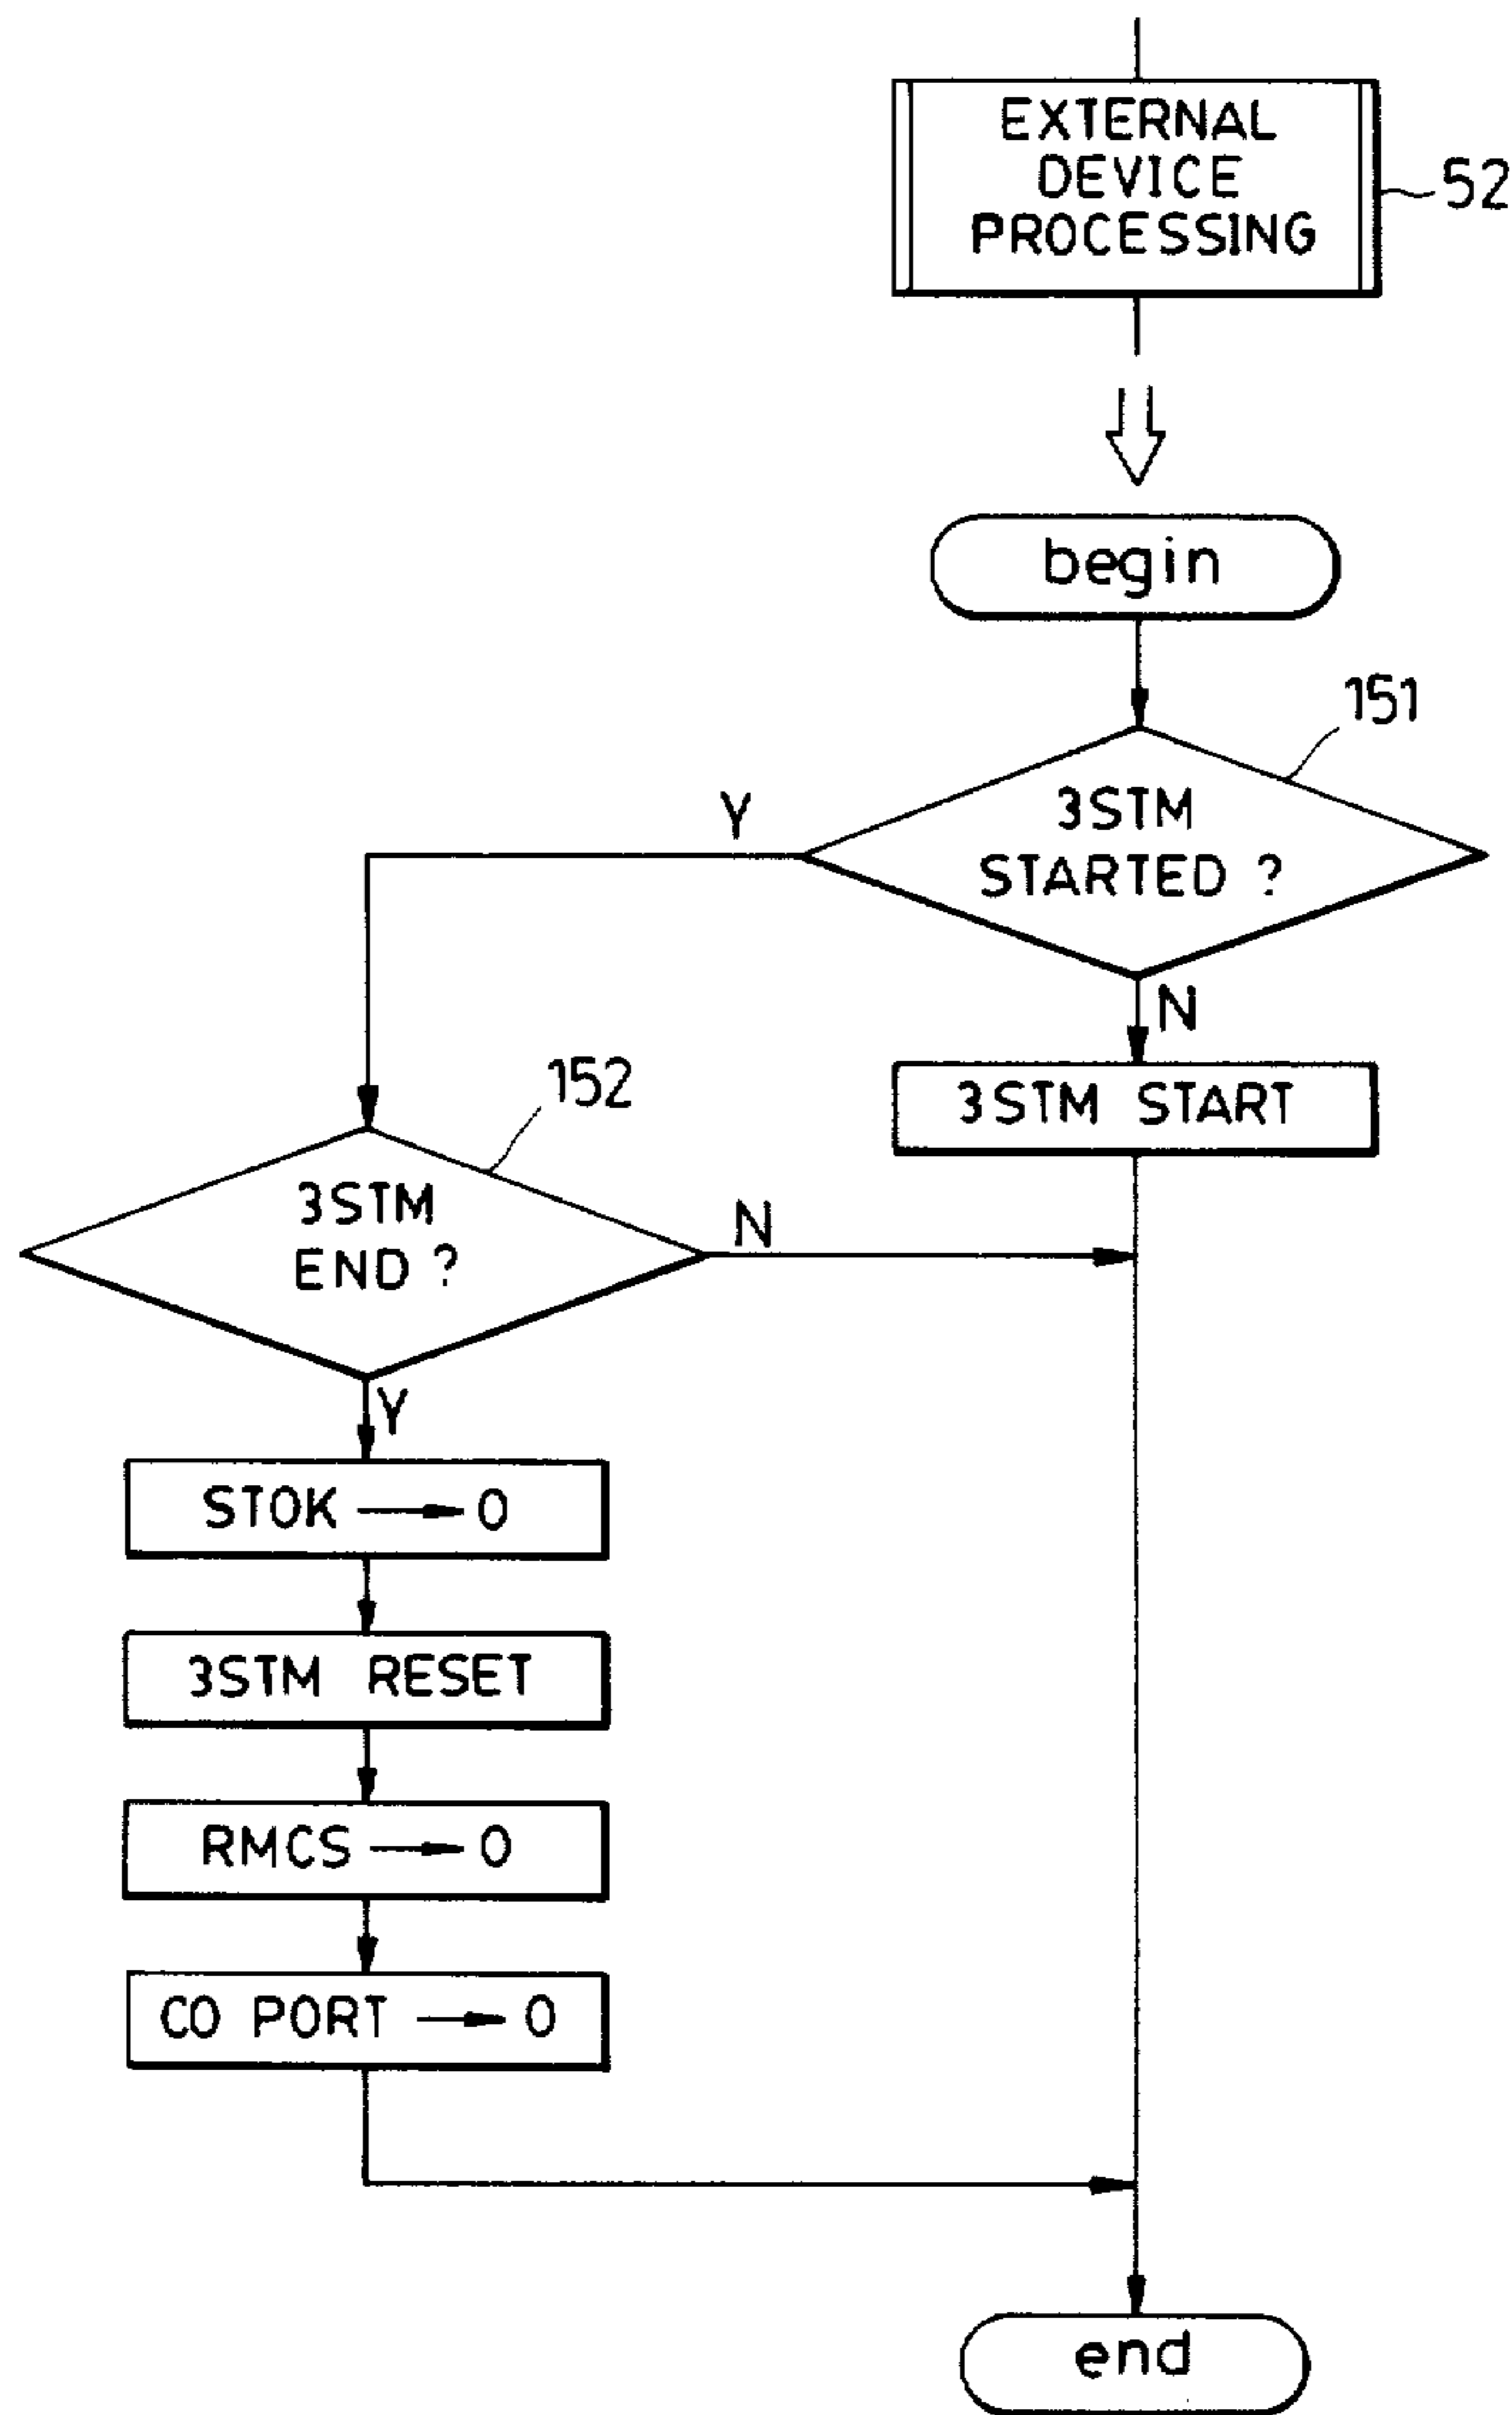 EXTERNAL
DEVICE
PROCESSING
52
begin
151
3STM
STARTED ?
Y
N
3STM START
152
3STM
END ?
N
Y
STOK → 0
3STM RESET
RMCS → 0
CO PORT → 0
end